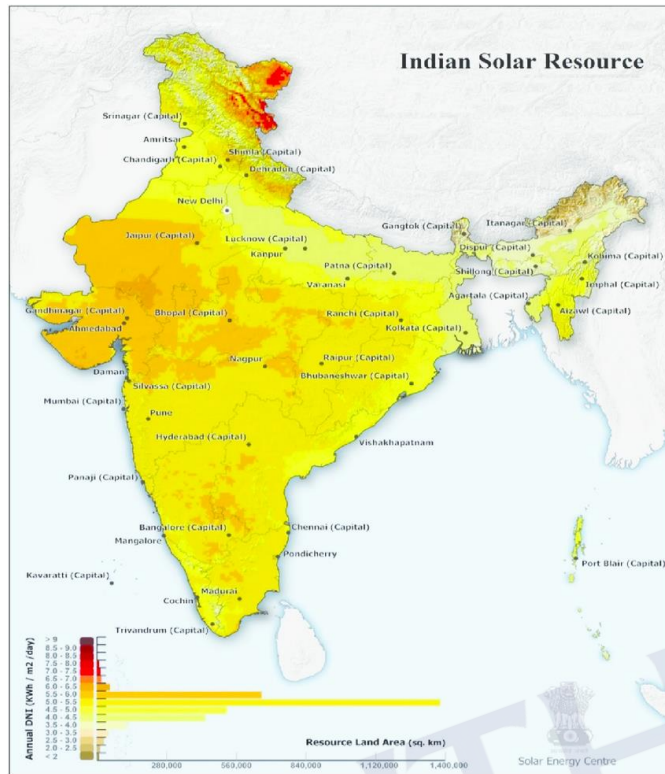 Indian Solar Resource
Srinagar (Capital)
Amritsar
Shimla (Capital)
Chandigarh (Capital)
Dehradun (Capital)
New Delhi
Jaipur (Capital)
Lucknow (Capital)
Kanpur
Gangtok (Capital)
Itanagar (Capital)
Dispur (Capital)
Patna (Capital)
Varanasi
Shillong (Capital)
Kohima (Capital)
Imphal (Capital)
Agartala (Capital)
Aizawl (Capital)
Gandhinagar (Capital)
Ahmedabad
Bhopal (Capital)
Ranchi (Capital)
Kolkata (Capital)
Nagpur
Raipur (Capital)
Daman
Silvassa (Capital)
Bhubaneshwar (Capital)
Mumbai (Capital)
Pune
Hyderabad (Capital)
Vishakhapatnam
Panaji (Capital)
Bangalore (Capital)
Chennai (Capital)
Mangalore
Pondicherry
Port Blair (Capital)
Kavaratti (Capital)
Madurai
Cochin
Trivandrum (Capital)
Annual DNI (KWh / m2 /day)
> 9
8.5 - 9.0
8.0 - 8.5
7.5 - 8.0
7.0 - 7.5
6.5 - 7.0
6.0 - 6.5
5.5 - 6.0
5.0 - 5.5
4.5 - 5.0
4.0 - 4.5
3.5 - 4.0
3.0 - 3.5
2.5 - 3.0
2.0 - 2.5
< 2
Resource Land Area (sq. km)
280,000 560,000 840,000 1,120,000 1,400,000
Solar Energy Centre